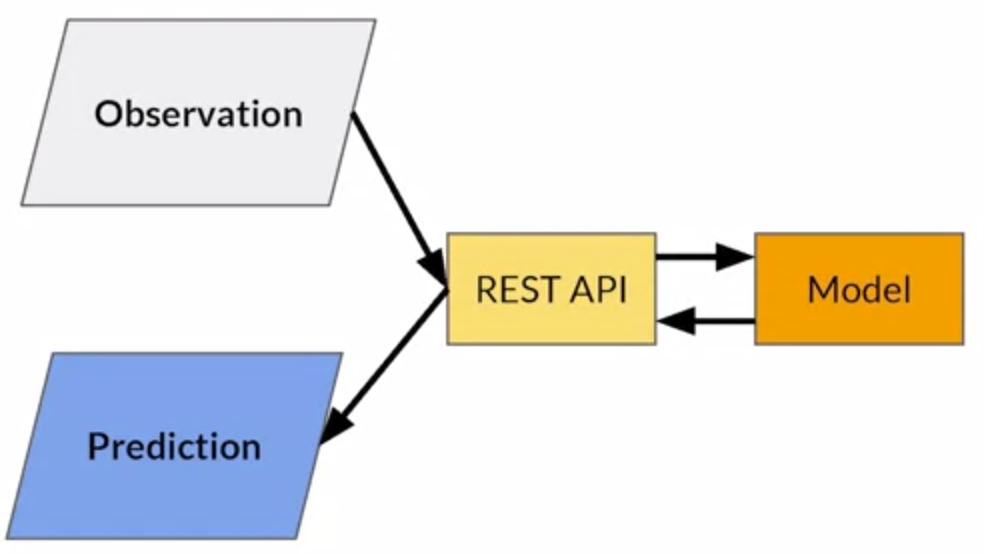 Observation
REST API
Model
Prediction